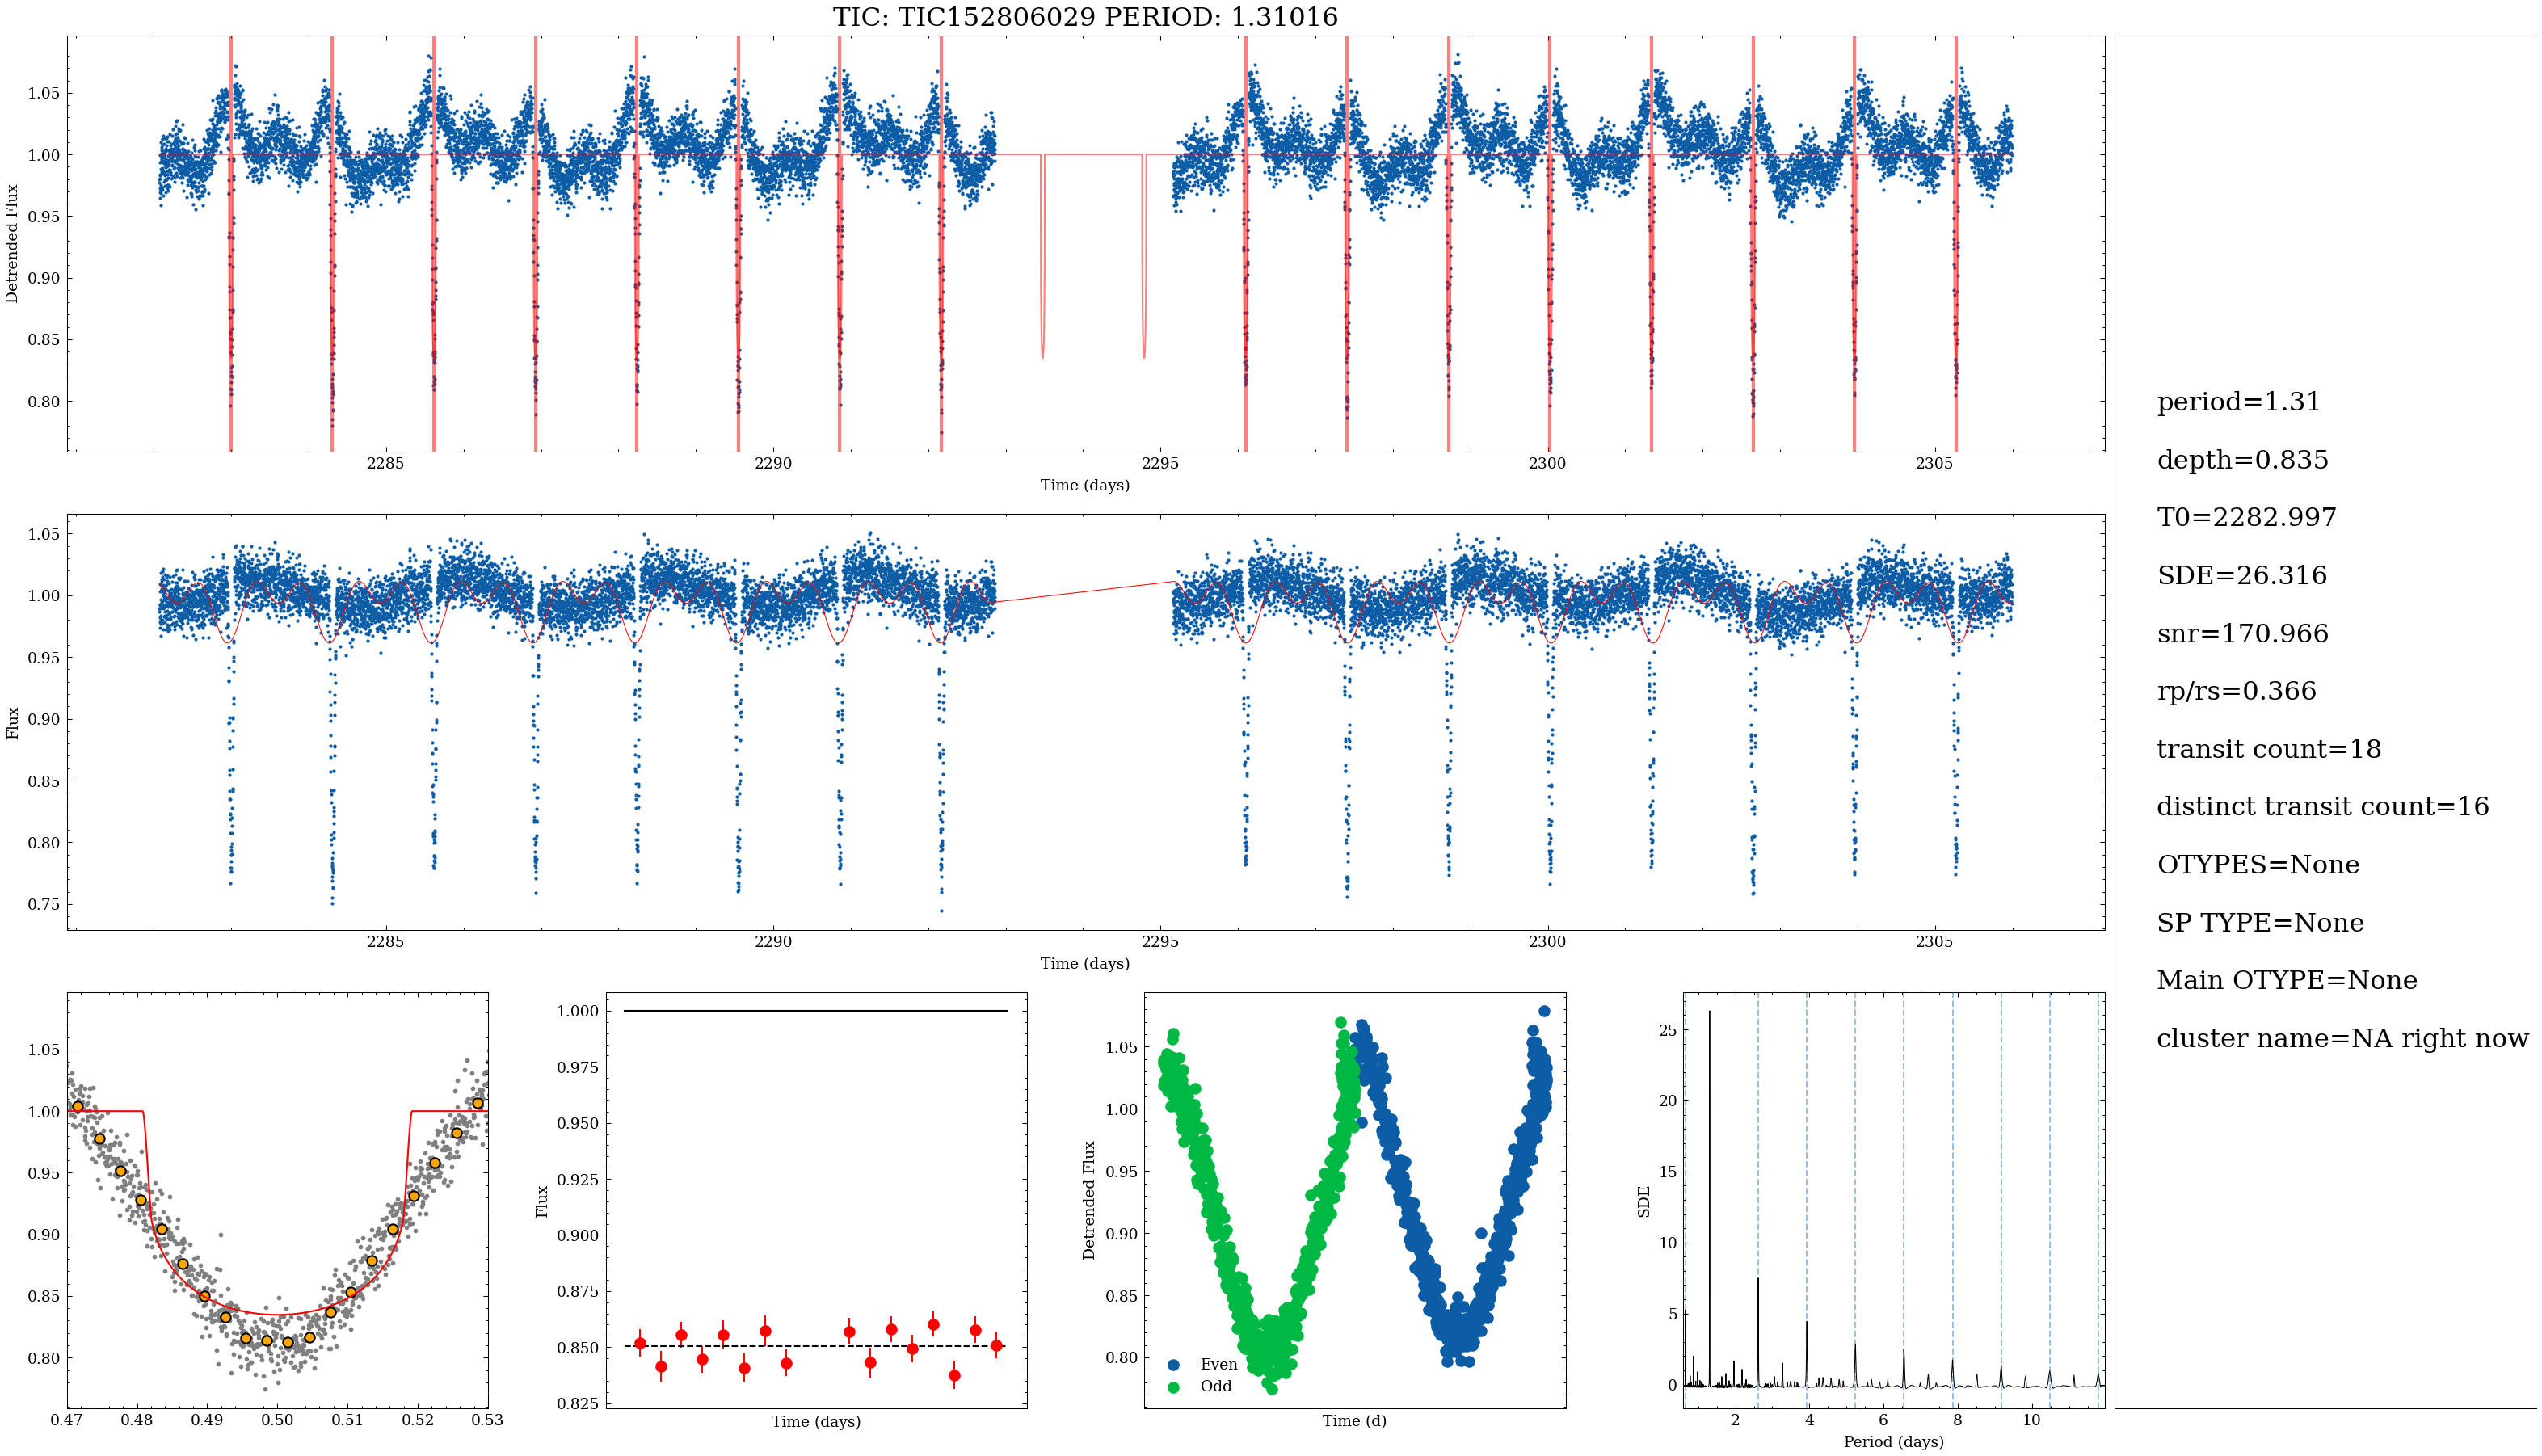 TIC: TIC152806029 PERIOD: 1.31016
1.05
1.00
0.95
0.90
0.85
0.80
Detrended Flux
2285
2290
2295
2300
2305
Time (days)
1.05
1.00
0.95
0.90
0.85
0.80
0.75
Flux
2285
2290
2295
2300
2305
Time (days)
1.05
1.00
0.95
0.90
0.85
0.80
0.47
0.48
0.49
0.50
0.51
0.52
0.53
1.000
0.975
0.950
0.925
0.900
0.875
0.850
0.825
Flux
Time (days)
1.05
1.00
0.95
0.90
0.85
0.80
Detrended Flux
Even
Odd
Time (d)
25
20
15
10
5
0
SDE
2
4
6
8
10
Period (days)
period=1.31
depth=0.835
T0=2282.997
SDE=26.316
snr=170.966
rp/rs=0.366
transit count=18
distinct transit count=16
OTYPES=None
SP TYPE=None
Main OTYPE=None
cluster name=NA right now